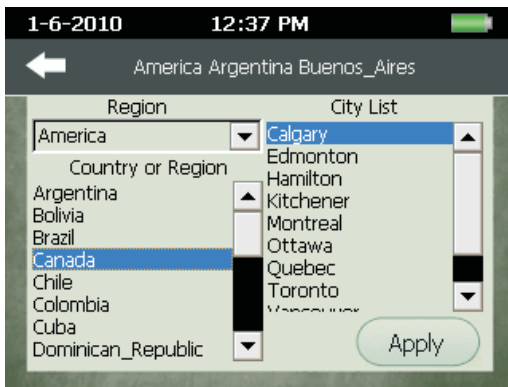 1-6-2010 12:37 PM
America Argentina Buenos_Aires
Region
America
Country or Region
Argentina
Bolivia
Brazil
Canada
Chile
Colombia
Cuba
Dominican_Republic
City List
Calgary
Edmonton
Hamilton
Kitchener
Montreal
Ottawa
Quebec
Toronto
Vancouver
Apply